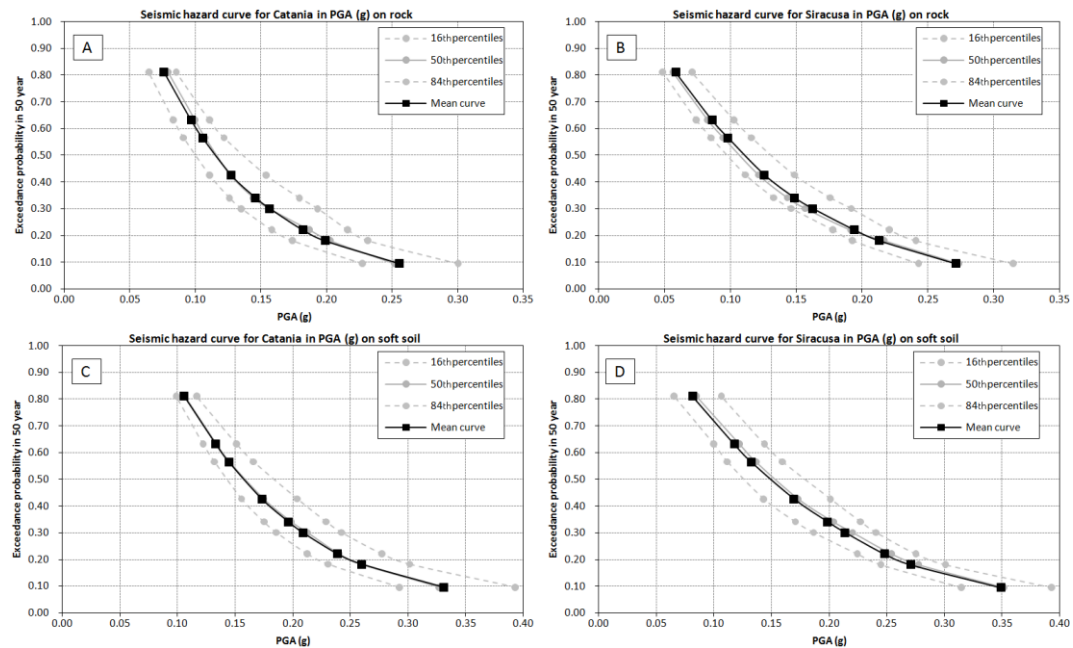 Seismic hazard curve for Catania in PGA (g) on rock
1.00
0.90
0.80
0.70
0.60
0.50
0.40
0.30
0.20
0.10
0.00
Exceedance probability in 50 year
A
16thpercentiles
50thpercentiles
84thpercentiles
Mean curve
0.00 0.05 0.10 0.15 0.20 0.25 0.30 0.35
PGA (g)
Seismic hazard curve for Siracusa in PGA (g) on rock
1.00
0.90
0.80
0.70
0.60
0.50
0.40
0.30
0.20
0.10
0.00
Exceedance probability in 50 year
B
16thpercentiles
50thpercentiles
84thpercentiles
Mean curve
0.00 0.05 0.10 0.15 0.20 0.25 0.30 0.35
PGA (g)
Seismic hazard curve for Catania in PGA (g) on soft soil
1.00
0.90
0.80
0.70
0.60
0.50
0.40
0.30
0.20
0.10
0.00
Exceedance probability in 50 year
C
16thpercentiles
50thpercentiles
84thpercentiles
Mean curve
0.00 0.05 0.10 0.15 0.20 0.25 0.30 0.35 0.40
PGA (g)
Seismic hazard curve for Siracusa in PGA (g) on soft soil
1.00
0.90
0.80
0.70
0.60
0.50
0.40
0.30
0.20
0.10
0.00
Exceedance probability in 50 year
D
16thpercentiles
50thpercentiles
84thpercentiles
Mean curve
0.00 0.05 0.10 0.15 0.20 0.25 0.30 0.35 0.40
PGA (g)